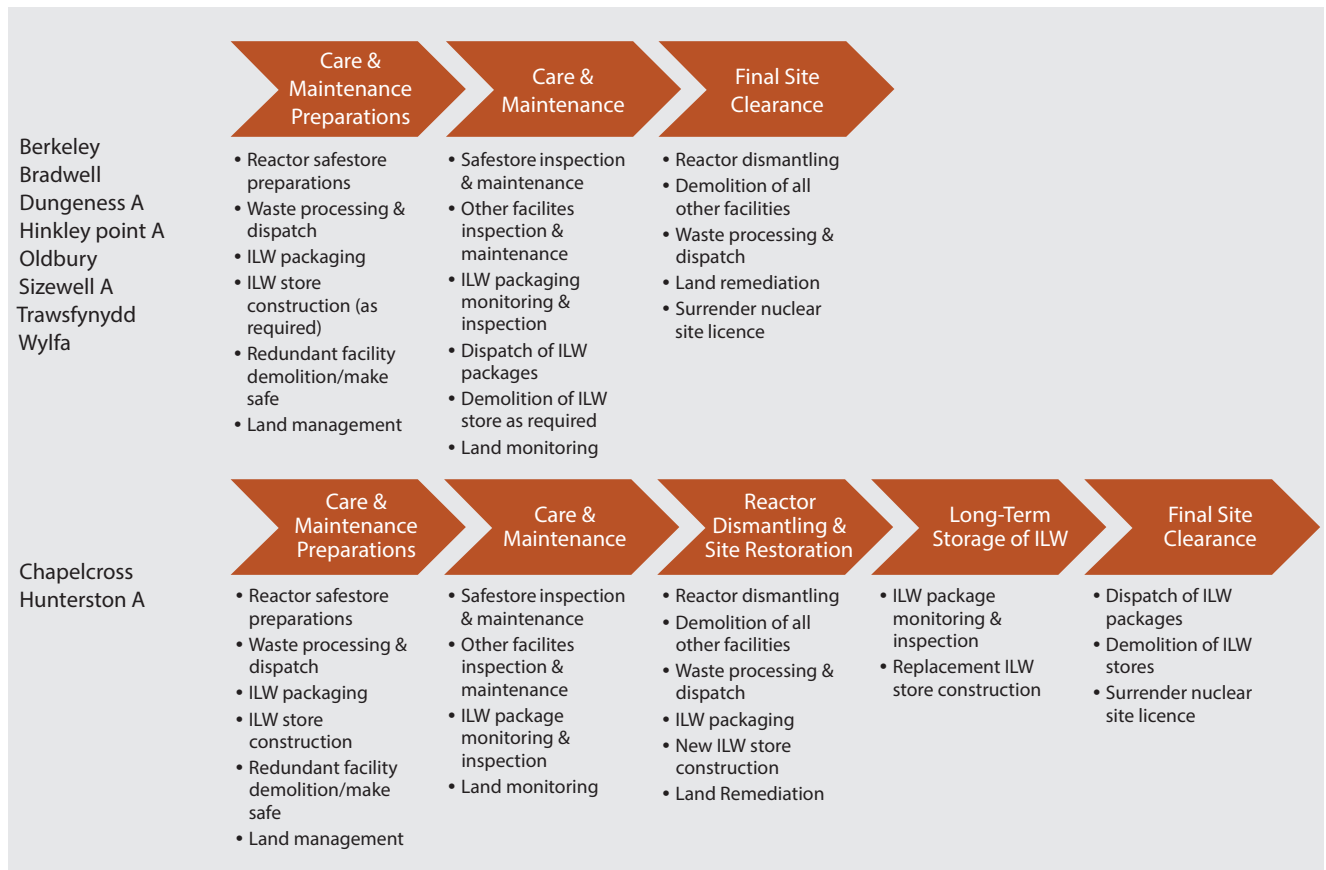 Care &
Maintenance
Preparations
Care &
Maintenance
Final Site
Clearance
Berkeley
Bradwell
Dungeness A
Hinkley point A
Oldbury
Sizewell A
Trawsfynydd
Wylfa
• Reactor safestore
preparations
• Waste processing &
dispatch
• ILW packaging
• ILW store
construction (as
required)
• Redundant facility
demolition/make
safe
• Land management
• Safestore inspection
& maintenance
• Other facilites
inspection &
maintenance
• ILW packaging
monitoring &
inspection
• Dispatch of ILW
packages
• Demolition of ILW
store as required
• Land monitoring
• Reactor dismantling
• Demolition of all
other facilities
• Waste processing &
dispatch
• Land remediation
• Surrender nuclear
site licence
Care &
Maintenance
Preparations
Care &
Maintenance
Reactor
Dismantling &
Site Restoration
Long-Term
Storage of ILW
Final Site
Clearance
Chapelcross
Hunterston A
• Reactor safestore
preparations
• Waste processing &
dispatch
• ILW packaging
• ILW store
construction
• Redundant facility
demolition/make
safe
• Land management
• Safestore inspection
& maintenance
• Other facilites
inspection &
maintenance
• ILW package
monitoring &
inspection
• Land monitoring
• Reactor dismantling
• Demolition of all
other facilities
• Waste processing &
dispatch
• ILW packaging
• New ILW store
construction
• Land Remediation
• ILW package
monitoring &
inspection
• Replacement ILW
store construction
• Dispatch of ILW
packages
• Demolition of ILW
stores
• Surrender nuclear
site licence